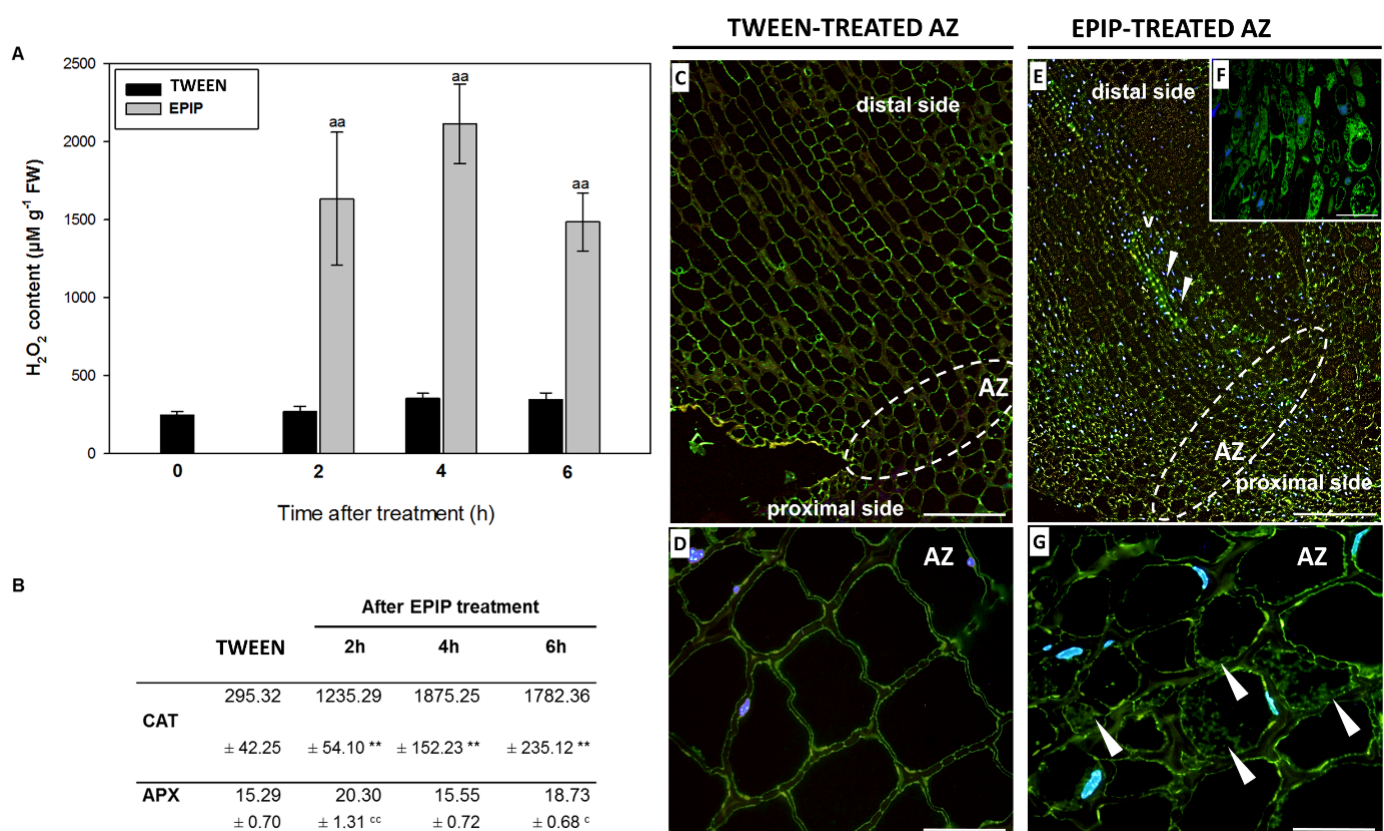 A
2500
2000
1500
1000
500
0
H2O2 content (µM g-1 FW)
TWEEN
EPIP
aa
aa
aa
0
2
4
6
Time after treatment (h)
B
After EPIP treatment
TWEEN 2h 4h 6h
CAT
295.32 1235.29 1875.25 1782.36
± 42.25 ± 54.10 ** ± 152.23 ** ± 235.12 **
APX 15.29 20.30 15.55 18.73
± 0.70 ± 1.31 cc ± 0.72 ± 0.68 c
TWEEN-TREATED AZ
C
distal side
AZ
proximal side
D
AZ
EPIP-TREATED AZ
E
distal side
F
v
AZ
proximal side
G
AZ